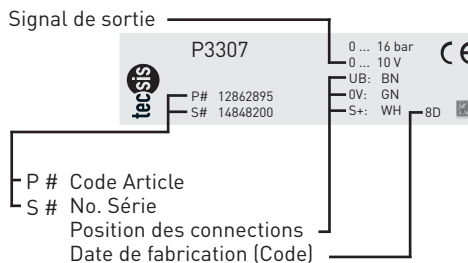 Signal de sortie
P3307
0 ... 16 bar
0 ... 10 V
CE
UB: BN
0V: GN
S+: WH
8D
tecsis
P# 12862895
S# 14848200
P # Code Article
S # No. Série
Position des connections
Date de fabrication (Code)